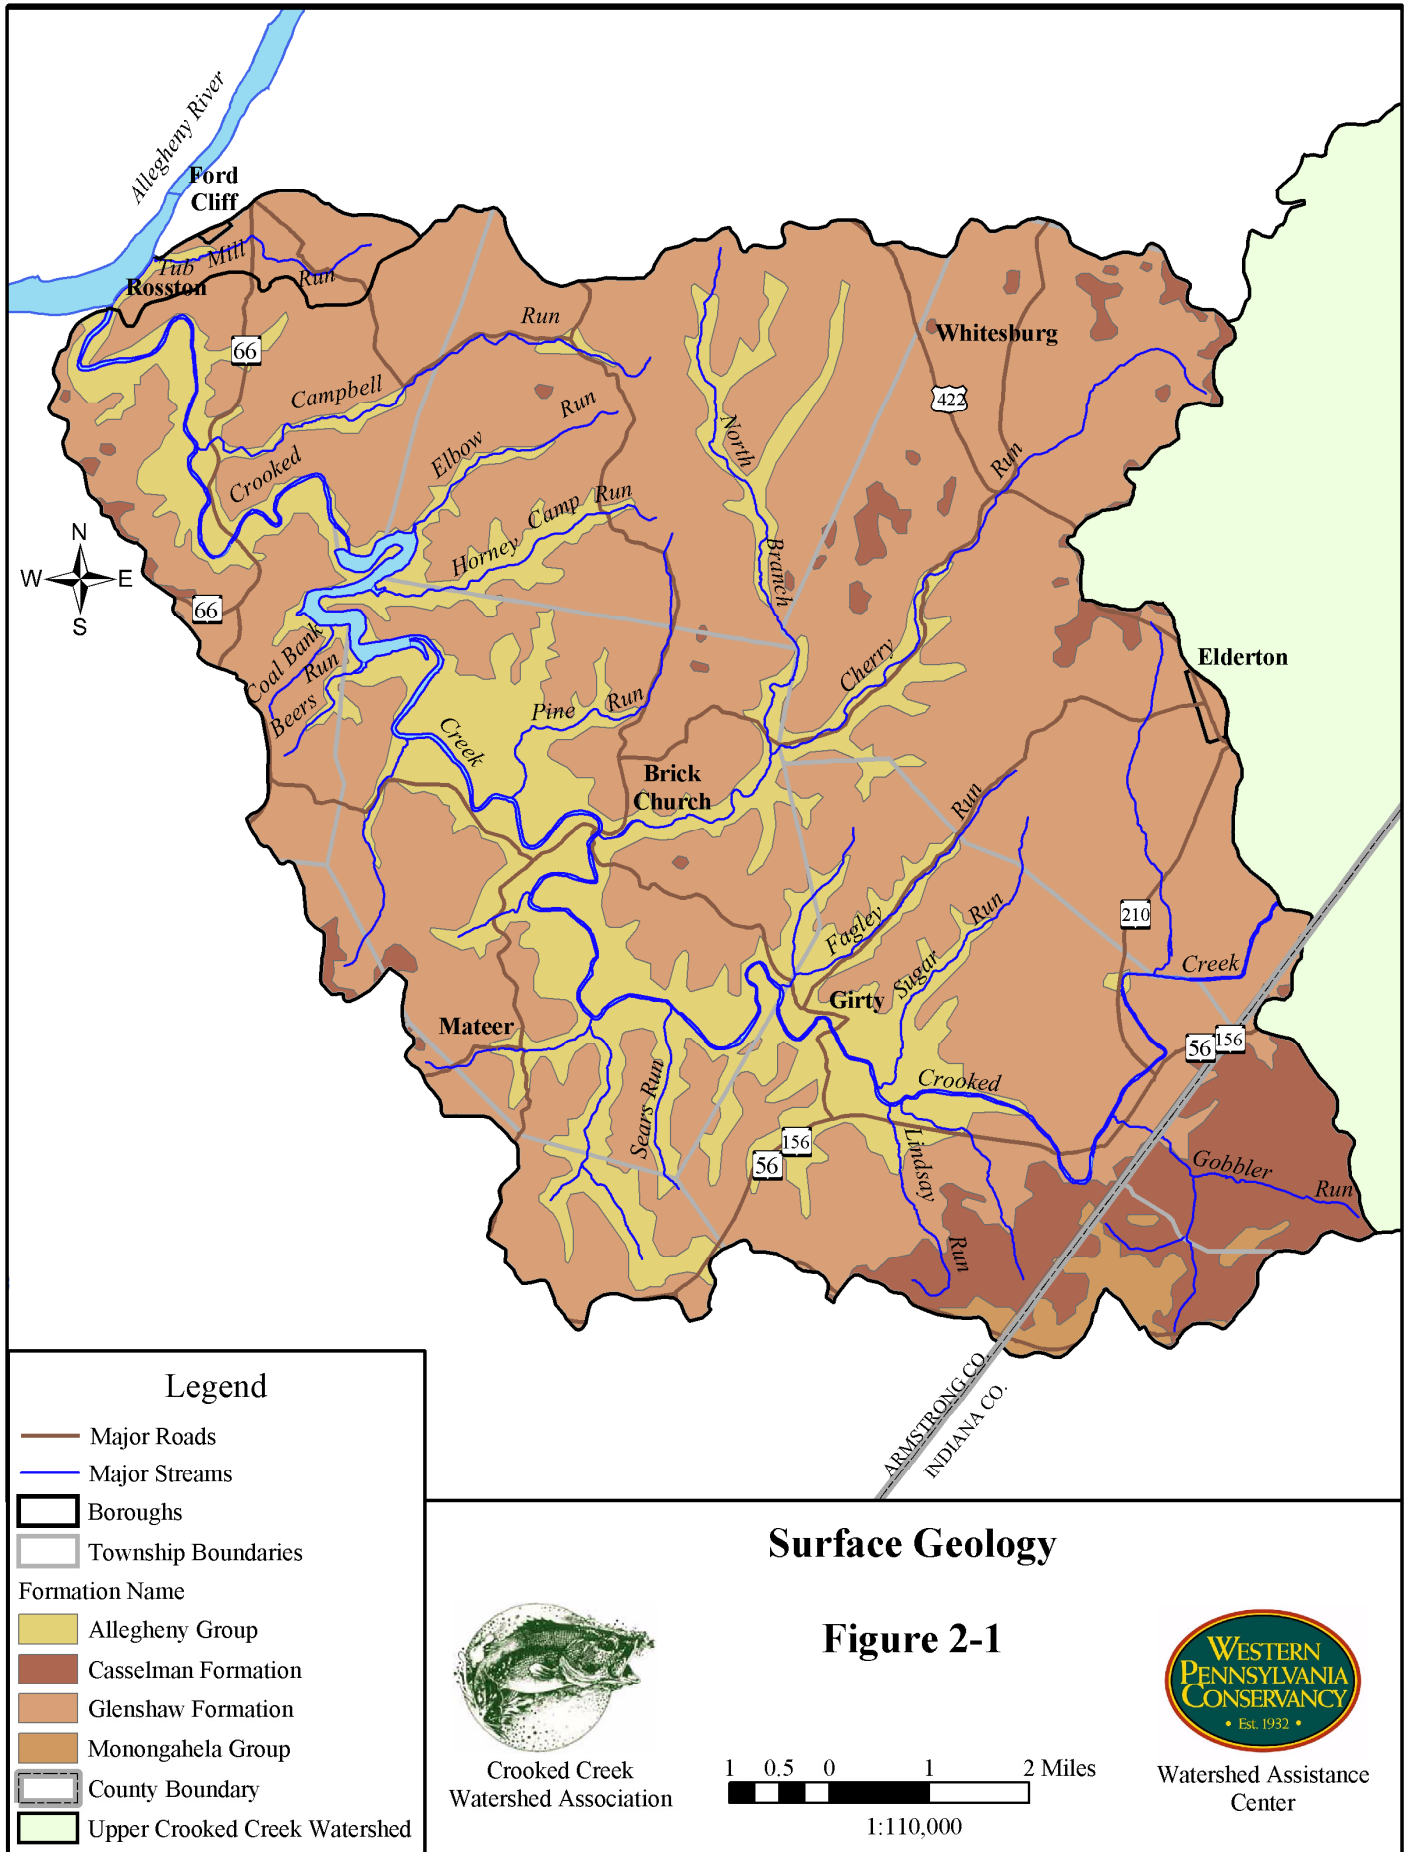 Allegheny River
Ford
Cliff
Tub Mill Run
Rosston
66
Campbell Run
Whitesburg
422
Elbow Run
North Branch
Crooked
Run
Horney Camp Run
N
W E
S
66
Coal Bank
Run
Beers
Cherry
Elderton
Pine Run
Creek
Brick
Church
Run
Fagley
Sugar Run
210
Creek
Girty
Mateer
56 156
Sears Run
Crooked
156
56
Lindsay Run
Gobbler Run
ARMSTRONG CO.
INDIANA CO.
Legend
Major Roads
Major Streams
Boroughs
Township Boundaries
Formation Name
Allegheny Group
Casselman Formation
Glenshaw Formation
Monongahela Group
County Boundary
Upper Crooked Creek Watershed
Surface Geology
Figure 2-1
Crooked Creek
Watershed Association
1 0.5 0 1 2 Miles
1:110,000
WESTERN
PENNSYLVANIA
CONSERVANCY
• Est. 1932 •
Watershed Assistance
Center